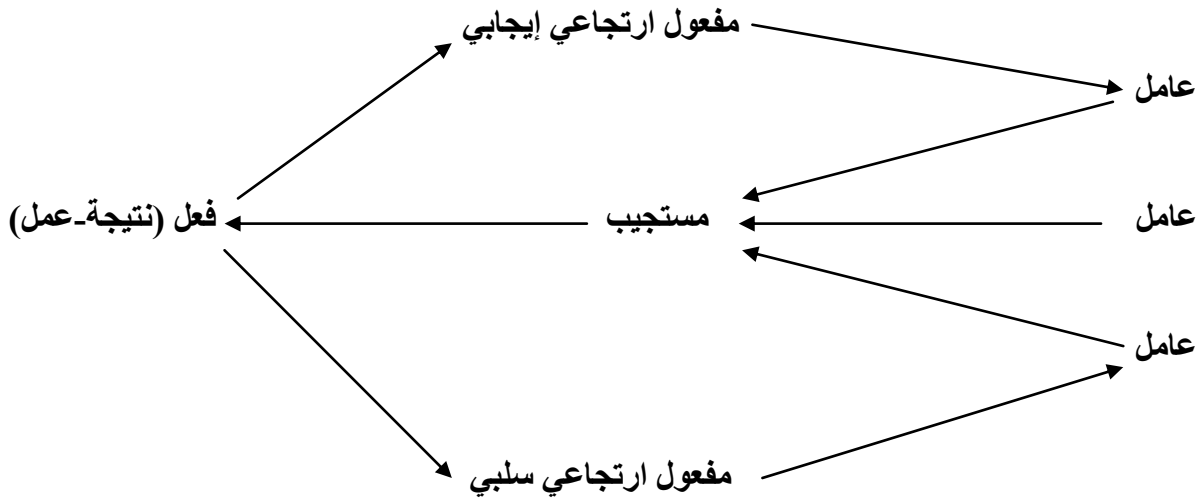 مفعول ارتجاعي إيجابي
عامل
عامل
مستجيب
فعل (نتيجة-عمل)
عامل
مفعول ارتجاعي سلبي